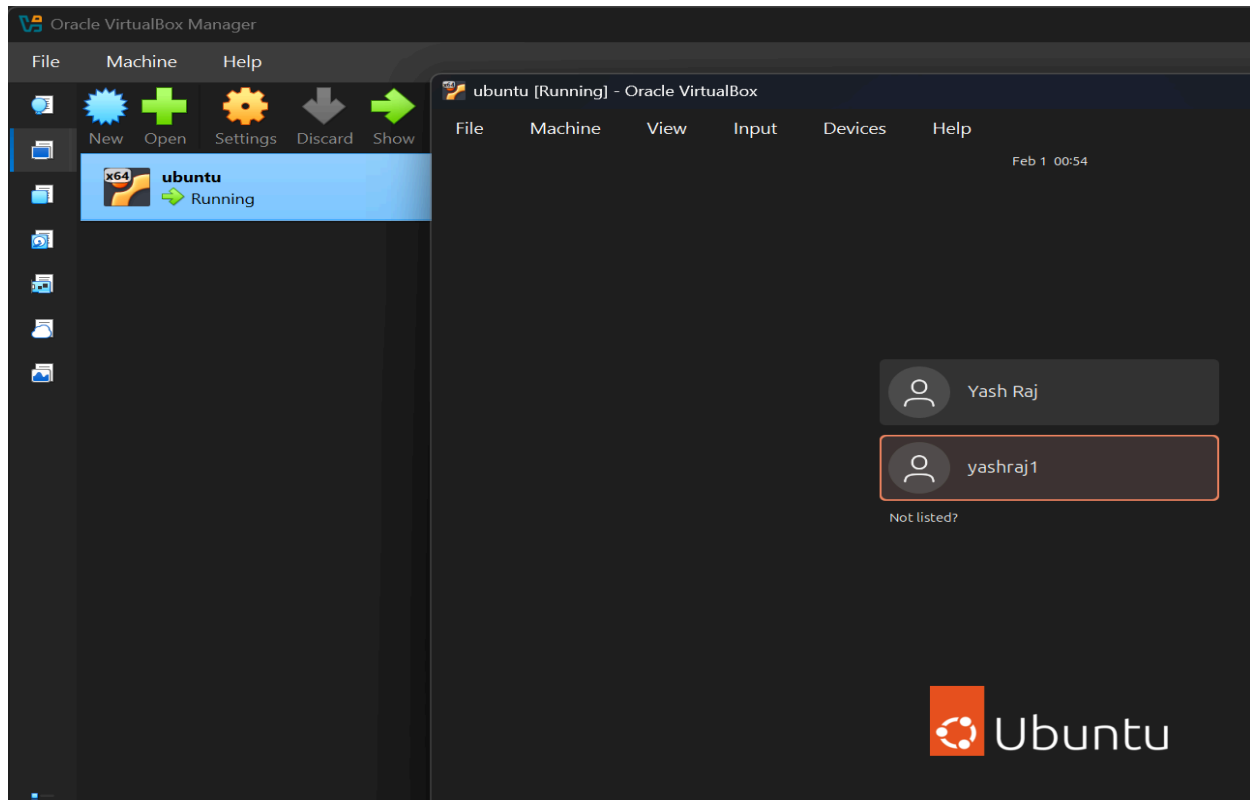 Oracle VirtualBox Manager
File Machine Help
New Open Settings Discard Show
x64
ubuntu
Running
ubuntu [Running] - Oracle VirtualBox
File Machine View Input Devices Help
Feb 1 00:54
Yash Raj
yashraj1
Not listed?
Ubuntu